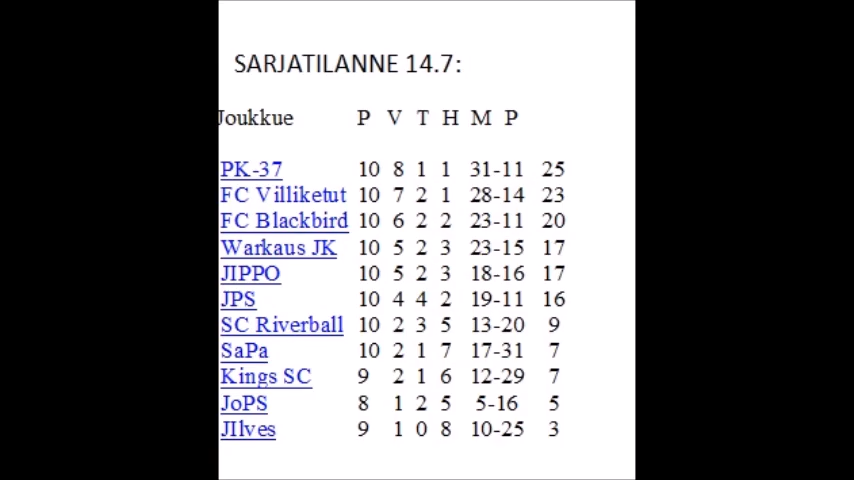 SARJATILANNE 14.7:
Joukkue P V T H M P
PK-37 10 8 1 1 31-11 25
FC Villiketut 10 7 2 1 28-14 23
FC Blackbird 10 6 2 2 23-11 20
Warkaus JK 10 5 2 3 23-15 17
JIPPO 10 5 2 3 18-16 17
JPS 10 4 4 2 19-11 16
SC Riverball 10 2 3 5 13-20 9
SaPa 10 2 1 7 17-31 7
Kings SC 9 2 1 6 12-29 7
JoPS 8 1 2 5 5-16 5
JIlves 9 1 0 8 10-25 3